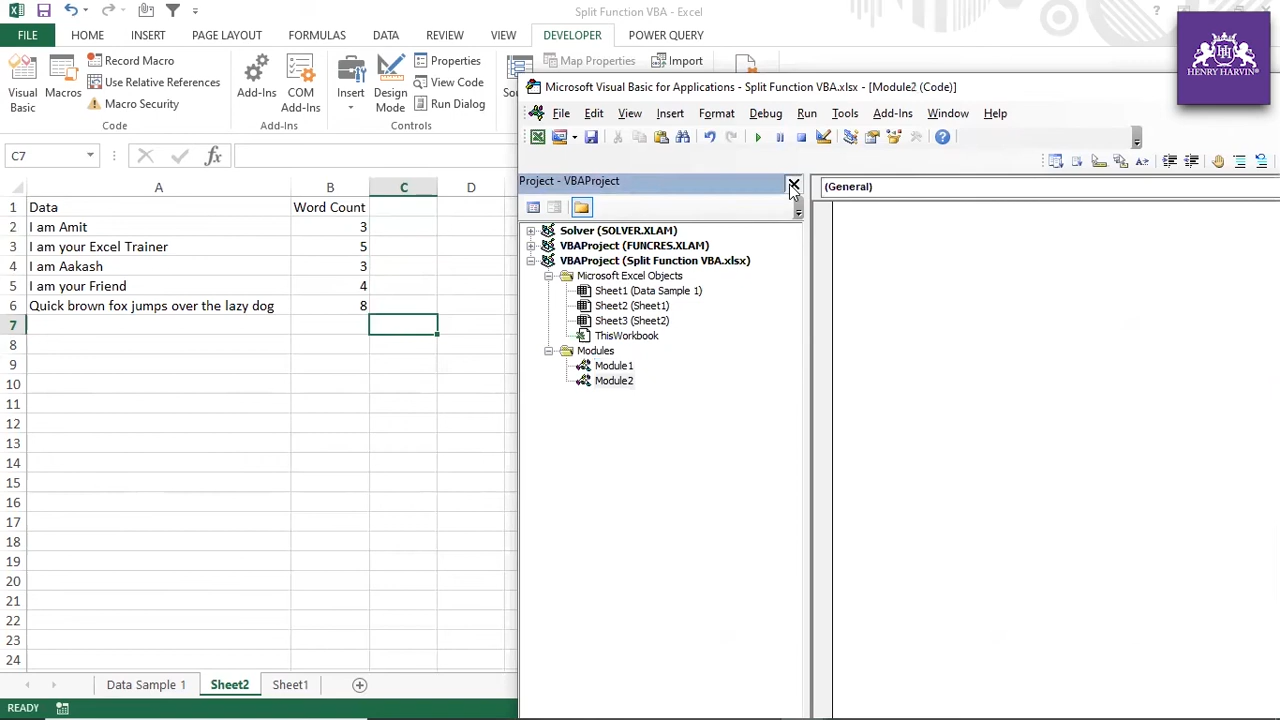 Split Function VBA - Excel
FILE HOME INSERT PAGE LAYOUT FORMULAS DATA REVIEW VIEW DEVELOPER POWER QUERY
HENRY HARVIN®
Visual Basic
Macros
Record Macro
Use Relative References
Macro Security
Code
Add-Ins
COM Add-Ins
Add-Ins
Insert
Design Mode
Properties
View Code
Run Dialog
Controls
Map Properties
Import
Microsoft Visual Basic for Applications - Split Function VBA.xlsx - [Module2 (Code)]
File Edit View Insert Format Debug Run Tools Add-Ins Window Help
C7
fx
Project - VBAProject
(General)
Solver (SOLVER.XLAM)
VBAProject (FUNCRES.XLAM)
VBAProject (Split Function VBA.xlsx)
Microsoft Excel Objects
Sheet1 (Data Sample 1)
Sheet2 (Sheet1)
Sheet3 (Sheet2)
ThisWorkbook
Modules
Module1
Module2
A B C D
1 Data Word Count
2 I am Amit 3
3 I am your Excel Trainer 5
4 I am Aakash 3
5 I am your Friend 4
6 Quick brown fox jumps over the lazy dog 8
7
8
9
10
11
12
13
14
15
16
17
18
19
20
21
22
23
24
Data Sample 1 Sheet2 Sheet1
READY